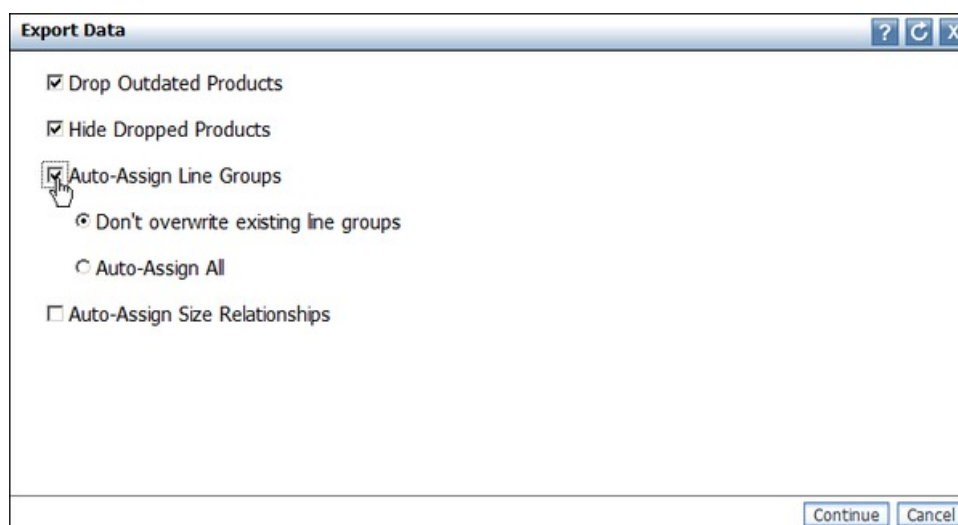 Export Data
? X
Drop Outdated Products
Hide Dropped Products
Auto-Assign Line Groups
Don't overwrite existing line groups
Auto-Assign All
Auto-Assign Size Relationships
Continue Cancel